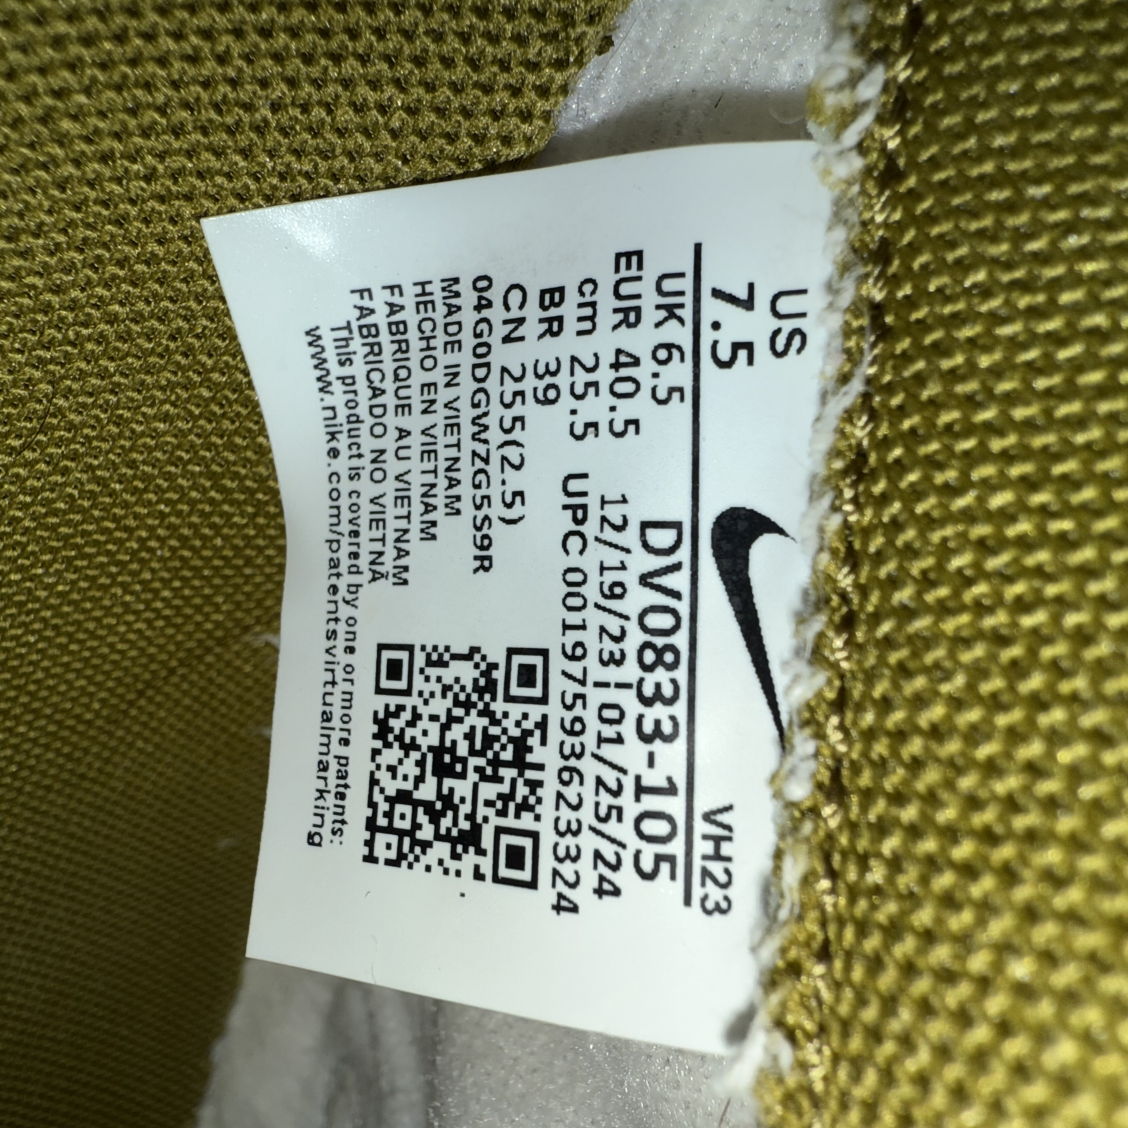 US
7.5
VH23
UK 6.5
DV0833-105
EUR 40.5
12/19/23|01/25/24
cm 25.5
UPC 00197593623324
BR 39
CN 255(2.5)
04G0DGWZG5S9R
MADE IN VIETNAM
HECHO EN VIETNAM
FABRIQUE AU VIETNAM
FABRICADO NO VIETNÃ
This product is covered by one or more patents:
www.nike.com/patentsvirtualmarking